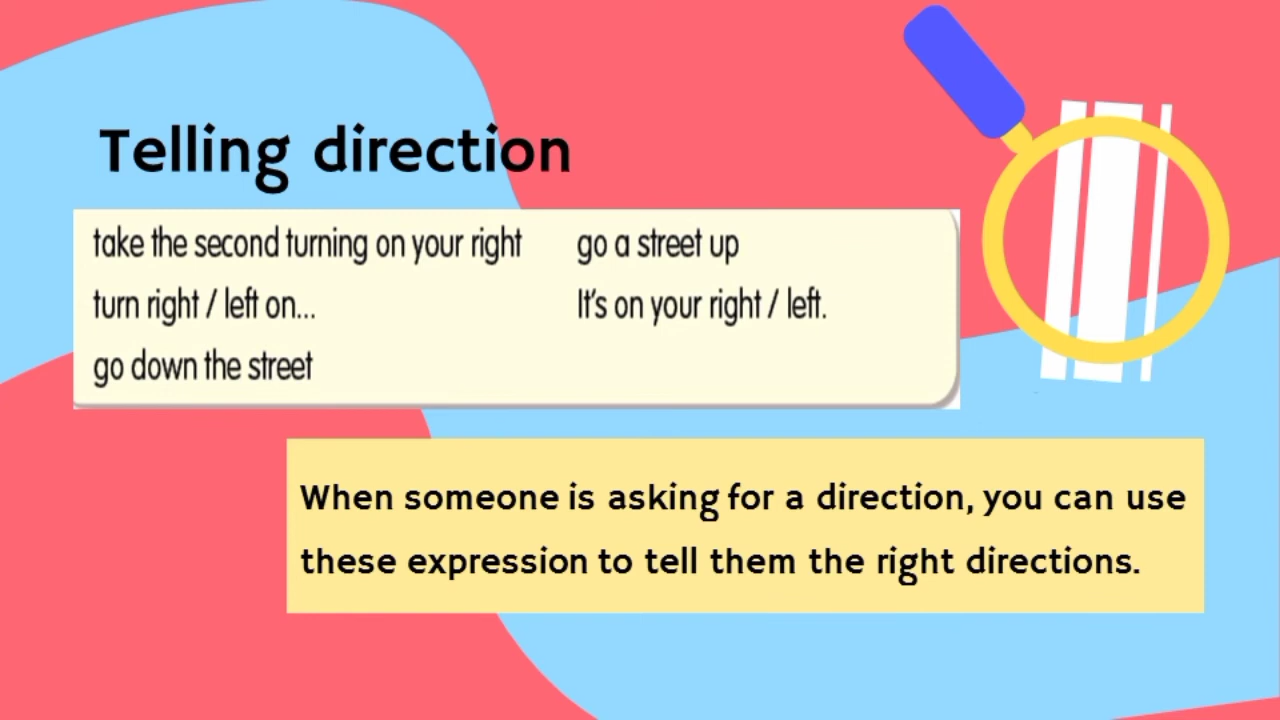 Telling direction
take the second turning on your right
turn right / left on...
go down the street
go a street up
It's on your right / left.
When someone is asking for a direction, you can use
these expression to tell them the right directions.